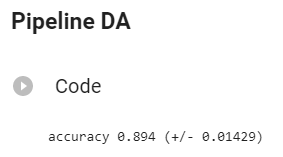 Pipeline DA
Code
accuracy 0.894 (+/- 0.01429)